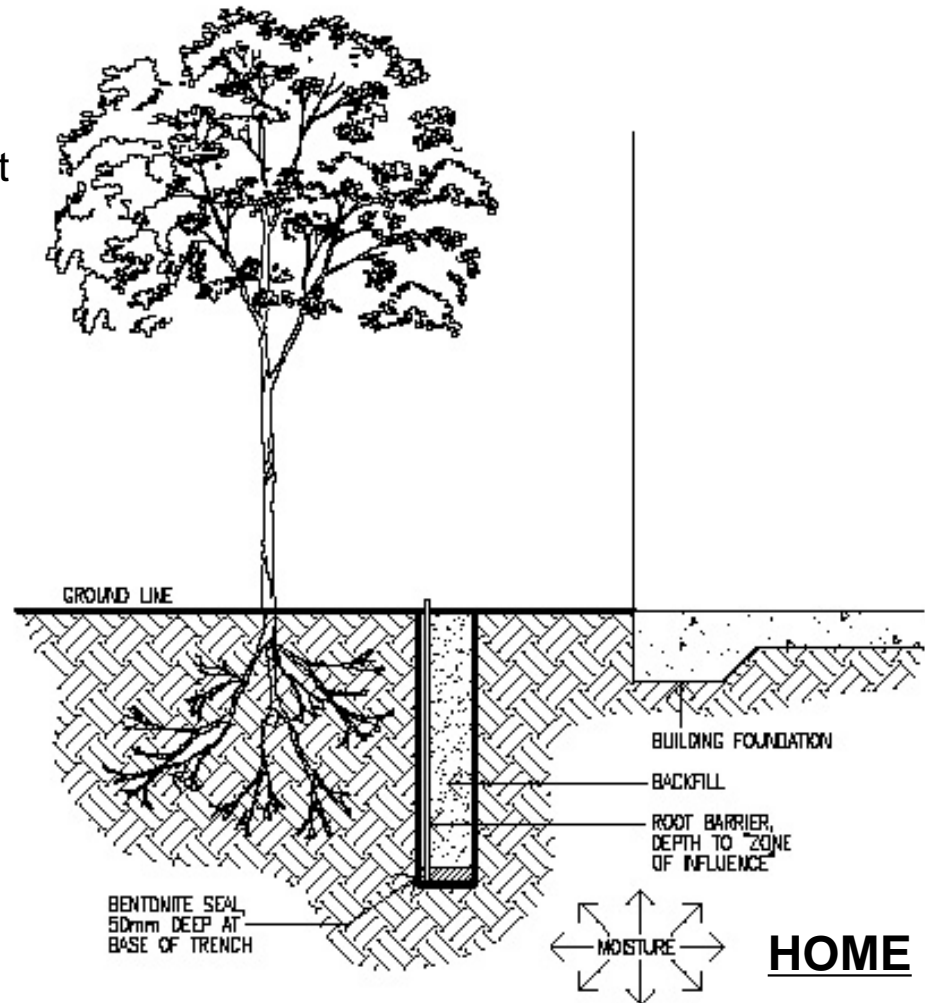 t
GROUND LINE
BUILDING FOUNDATION
BACKFILL
ROOT BARRIER,
DEPTH TO "ZONE
OF INFLUENCE"
BENTONITE SEAL,
50mm DEEP AT
BASE OF TRENCH
MOISTURE
HOME